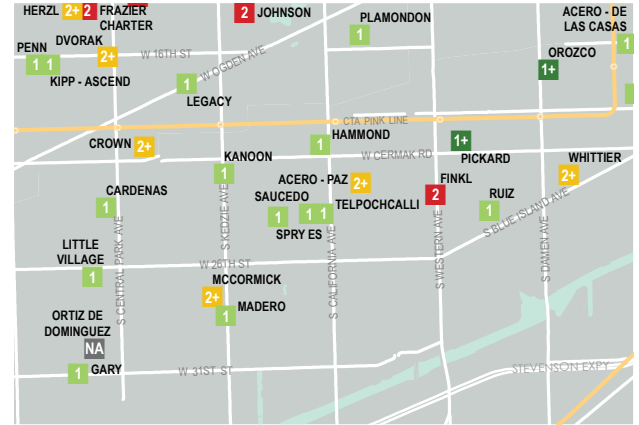 HERZL 2+ 2 FRAZIER
CHARTER
2 JOHNSON
PLAMONDON
1
ACERO - DE
LAS CASAS
1
PENN
DVORAK
2+
1 1
KIPP - ASCEND
W 16TH ST
W OGDEN AVE
1
LEGACY
OROZCO
1+
CTA PINK LINE
CROWN 2+
HAMMOND
1
W CERMAK RD
1+
PICKARD
KANOON
1
ACERO - PAZ 2+
FINKL
2
WHITTIER
2+
CARDENAS
1
SAUCEDO
1
1 1 TELPOCHCALLI
SPRY ES
RUIZ
1
S BLUE ISLAND AVE
S CENTRAL PARK AVE
S KEDZIE AVE
S CALIFORNIA AVE
S WESTERN AVE
S DAMEN AVE
LITTLE
VILLAGE
1
W 26TH ST
MCCORMICK
2+
1 MADERO
ORTIZ DE
DOMINGUEZ
NA
1 GARY
W 31ST ST
STEVENSON EXPY